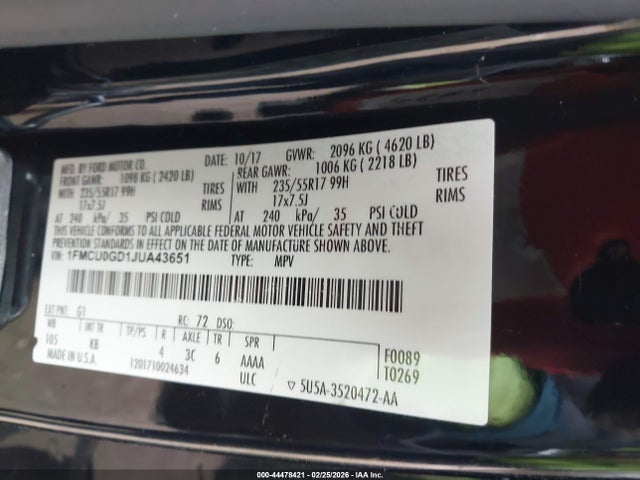 MFD. BY FORD MOTOR CO.
DATE: 10/17 GVWR: 2096 KG ( 4620 LB)
FRONT GAWR: 1098 KG ( 2420 LB)
REAR GAWR: 1006 KG ( 2218 LB)
WITH 235/55R17 99H TIRES
WITH 235/55R17 99H TIRES
17x7.5J RIMS
17x7.5J RIMS
AT 240 kPa/ 35 PSI COLD
AT 240 kPa/ 35 PSI COLD
THIS VEHICLE CONFORMS TO ALL APPLICABLE FEDERAL MOTOR VEHICLE SAFETY AND THEFT
PREVENTION STANDARDS IN EFFECT ON THE DATE OF MANUFACTURE SHOWN ABOVE.
VIN: 1FMCU0GD1JUA43651 TYPE: MPV
EXT PNT: G1 RC: 72 DSO:
WB INT TR TP/PS R AXLE TR SPR
105 KB 4 3C 6 AAAA F0089
MADE IN U.S.A. 1201710024634 ULC T0269
5U5A-3520472-AA
000-44478421 - 02/25/2026 - IAA Inc.